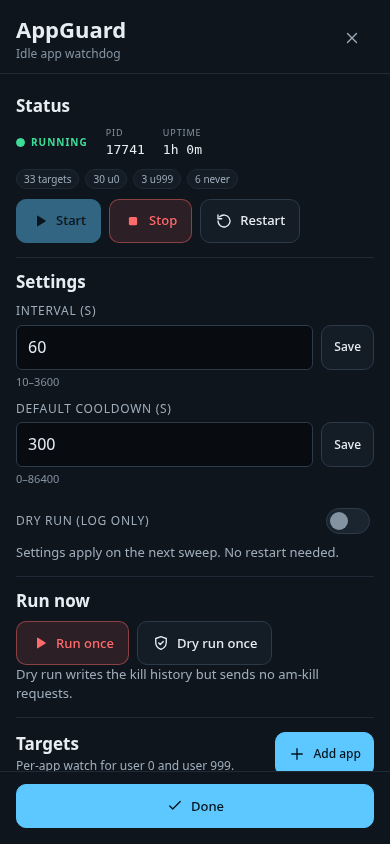 AppGuard
Idle app watchdog
Status
RUNNING
PID
17741
UPTIME
1h 0m
33 targets
30 u0
3 u999
6 never
Start
Stop
Restart
Settings
INTERVAL (S)
60
Save
10–3600
DEFAULT COOLDOWN (S)
300
Save
0–86400
DRY RUN (LOG ONLY)
Settings apply on the next sweep. No restart needed.
Run now
Run once
Dry run once
Dry run writes the kill history but sends no am-kill
requests.
Targets
Per-app watch for user 0 and user 999.
Add app
Done